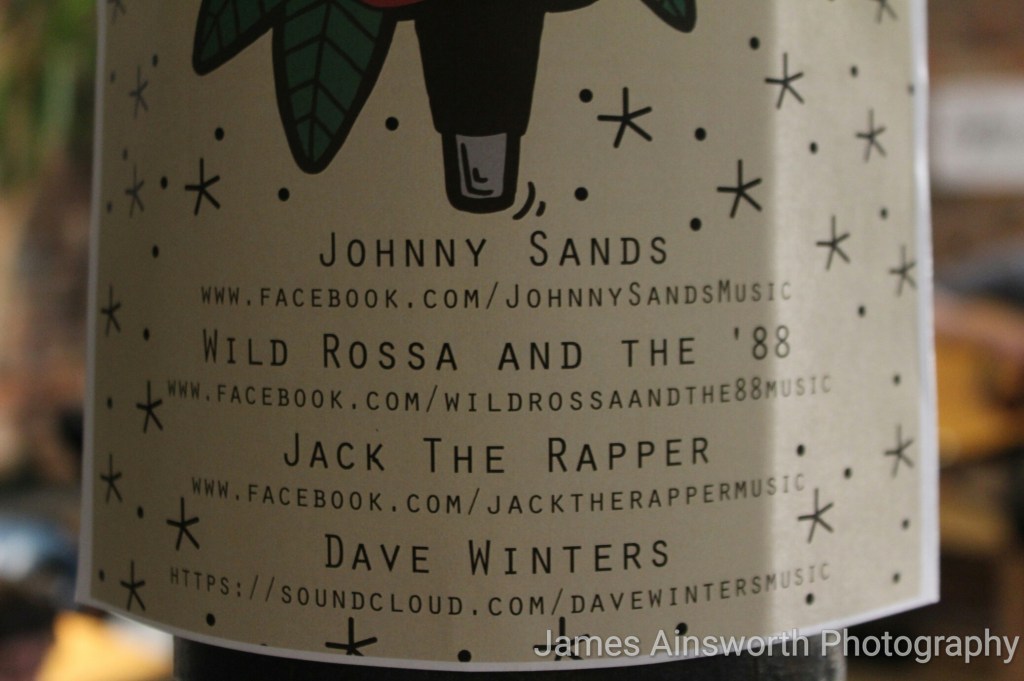 Johnny Sands
www.facebook.com/JohnnySandsMusic
Wild Rossa and the '88
www.facebook.com/wildrossaandthe88music
Jack The Rapper
www.facebook.com/jacktherappermusic
Dave Winters
https://soundcloud.com/davewintersmusic
James Ainsworth Photography